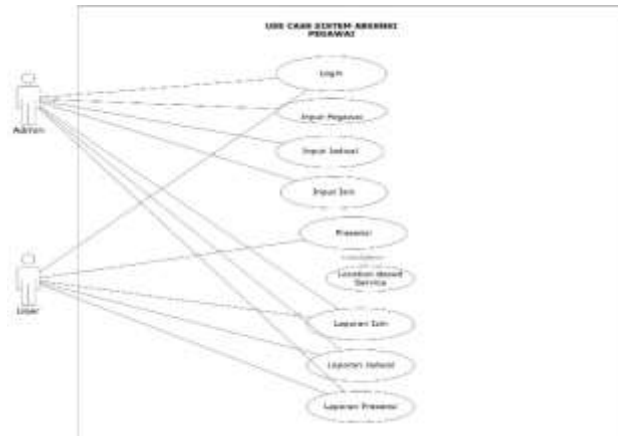 USE CASE SISTEM ABSENSI
PEGAWAI
Login
Admin
Input Pegawai
Input Jadwal
Input Izin
Presensi
Location Based
Service
User
Laporan Izin
Laporan Jadwal
Laporan Presensi